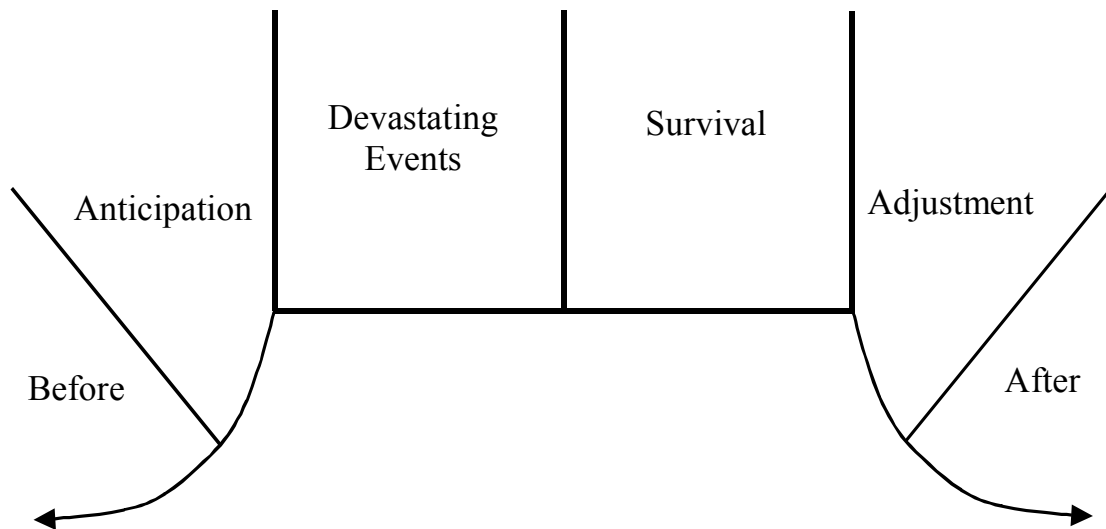 Devastating
Events
Survival
Anticipation
Adjustment
Before
After